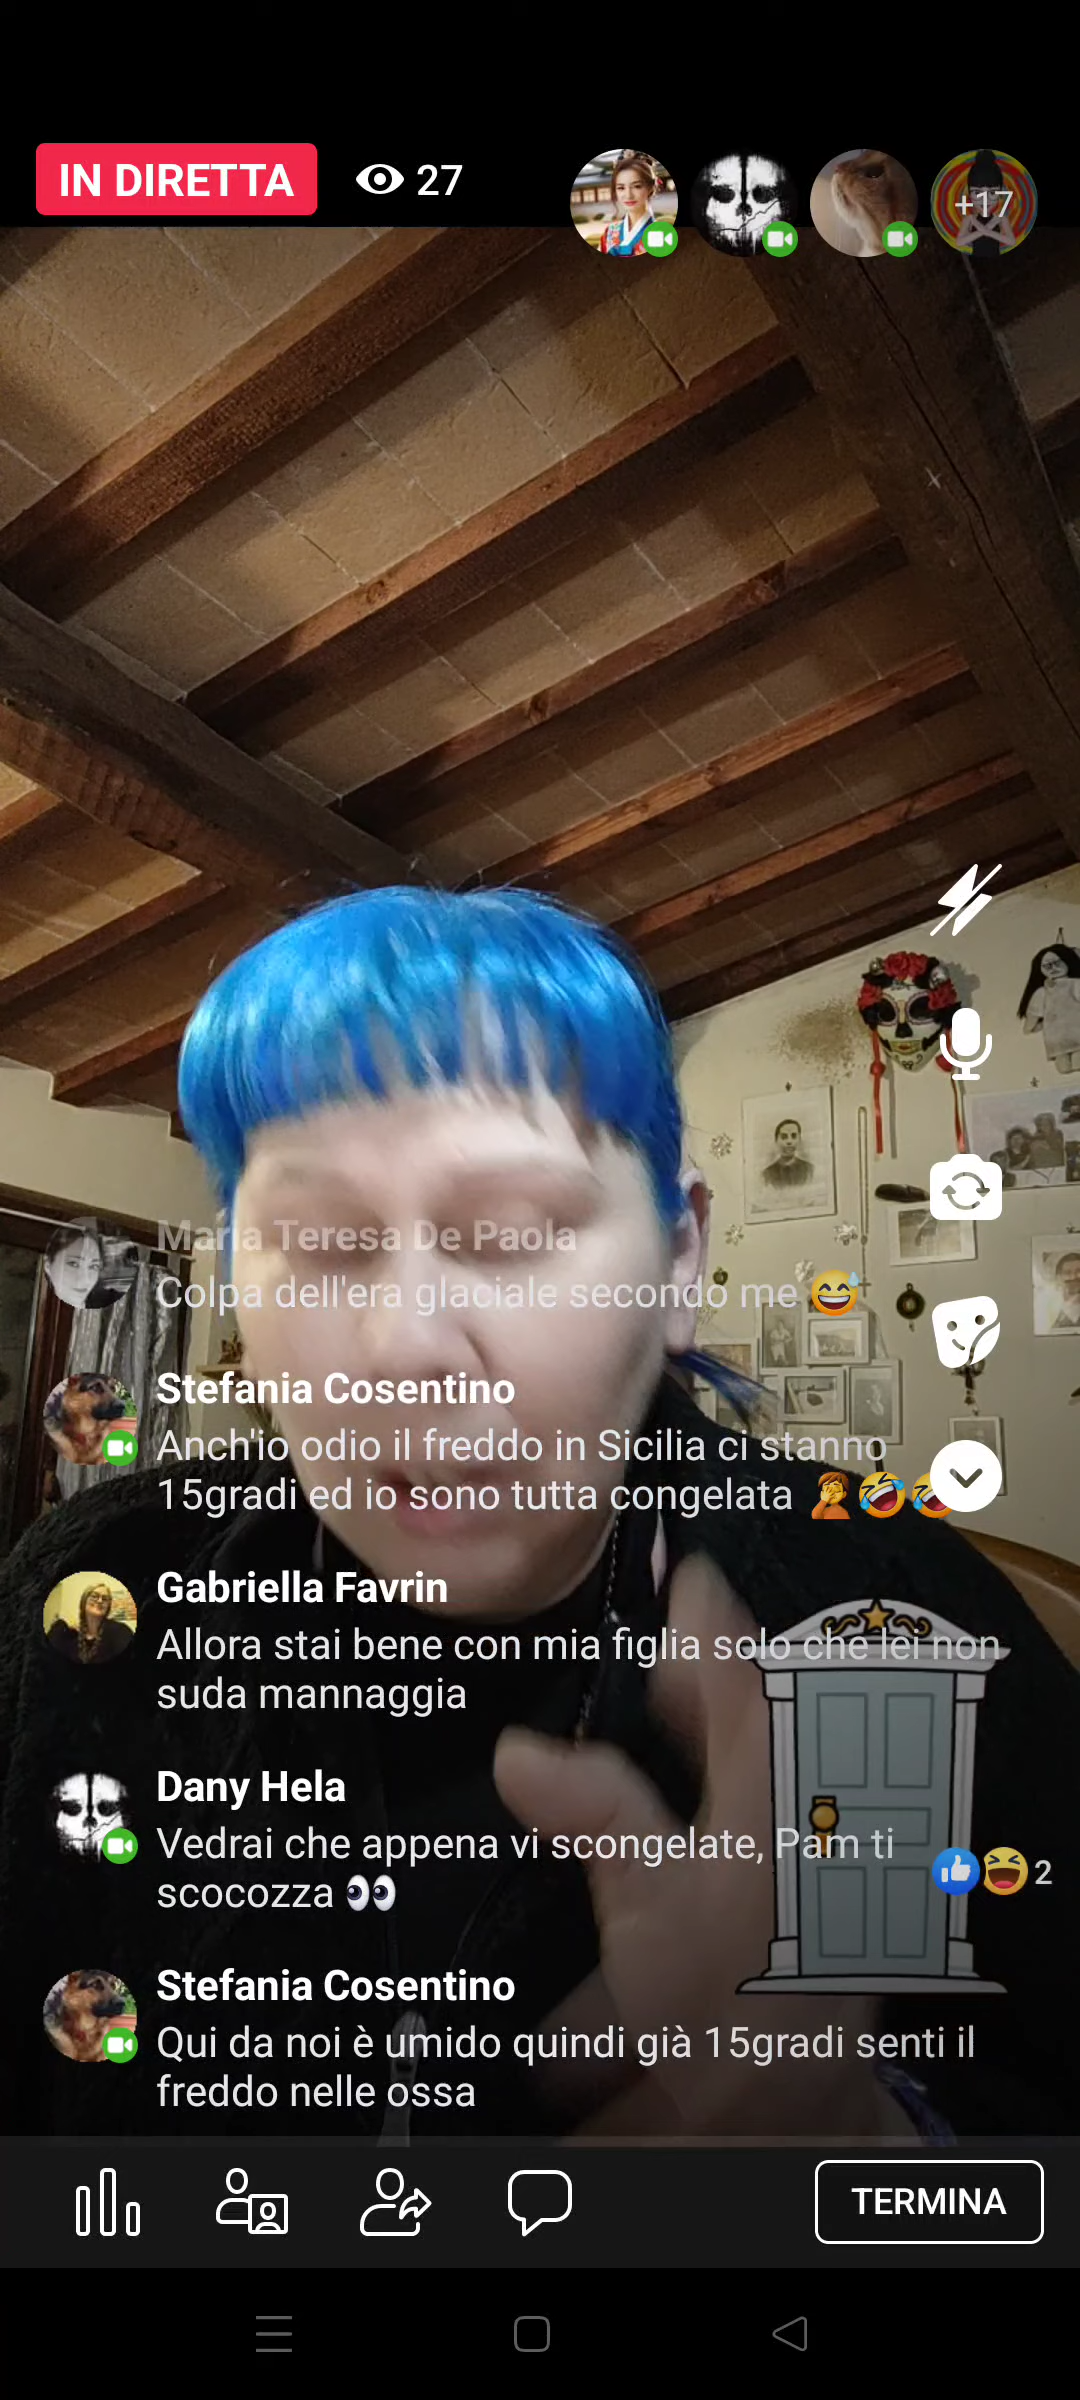 IN DIRETTA
27
+17
Maria Teresa De Paola
Colpa dell'era glaciale secondo me 😅
Stefania Cosentino
Anch'io odio il freddo in Sicilia ci stanno
15gradi ed io sono tutta congelata 🤦🤣🤣
Gabriella Favrin
Allora stai bene con mia figlia solo che lei non
suda mannaggia
Dany Hela
Vedrai che appena vi scongelate, Pam ti
scocozza 👀
2
Stefania Cosentino
Qui da noi è umido quindi già 15gradi senti il
freddo nelle ossa
TERMINA